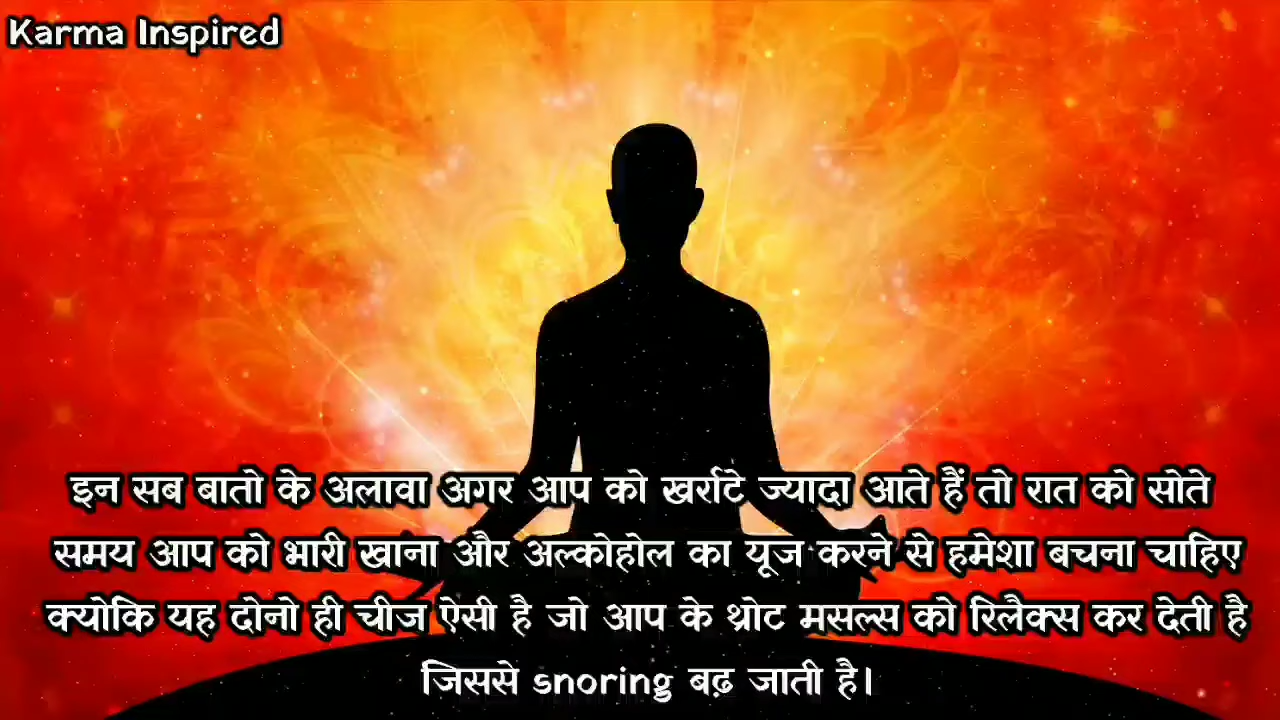 Karma Inspired
इन सब बातो के अलावा अगर आप को खर्राटे ज्यादा आते हैं तो रात को सोते
समय आप को भारी खाना और अल्कोहोल का यूज करने से हमेशा बचना चाहिए
क्योकि यह दोनो ही चीज ऐसी है जो आप के थ्रोट मसल्स को रिलैक्स कर देती है
जिससे snoring बढ़ जाती है।